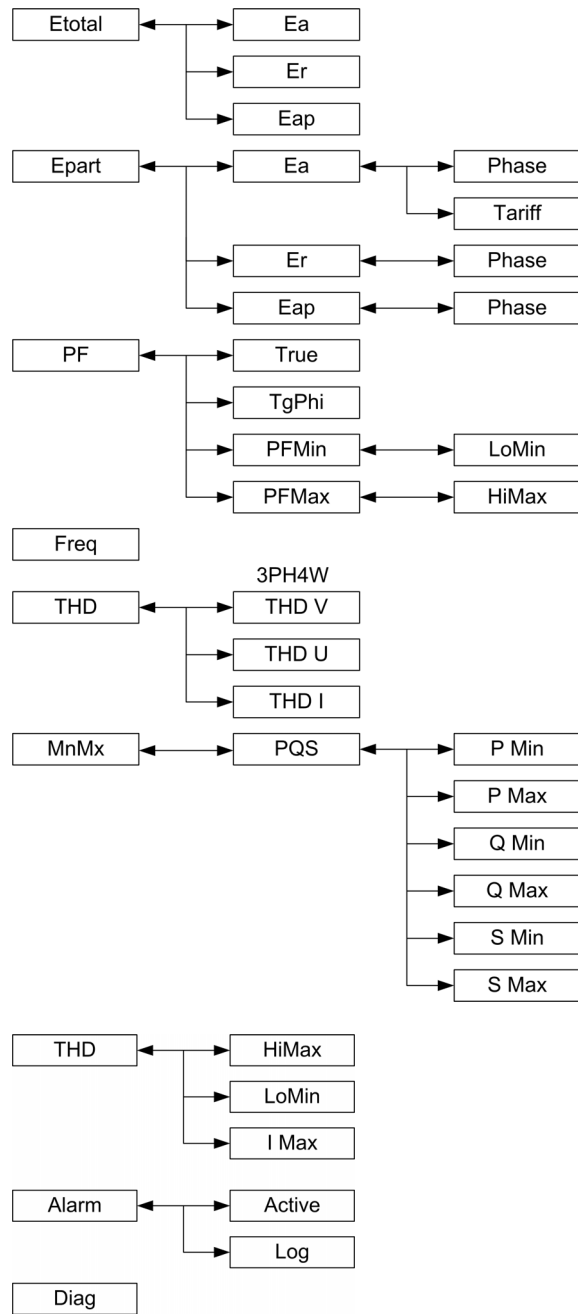 Etotal Ea
Er
Eap
Epart Ea Phase
Tariff
Er Phase
Eap Phase
PF True
TgPhi
PFMin LoMin
PFMax HiMax
Freq
3PH4W
THD THD V
THD U
THD I
MnMx PQS P Min
P Max
Q Min
Q Max
S Min
S Max
THD HiMax
LoMin
I Max
Alarm Active
Log
Diag